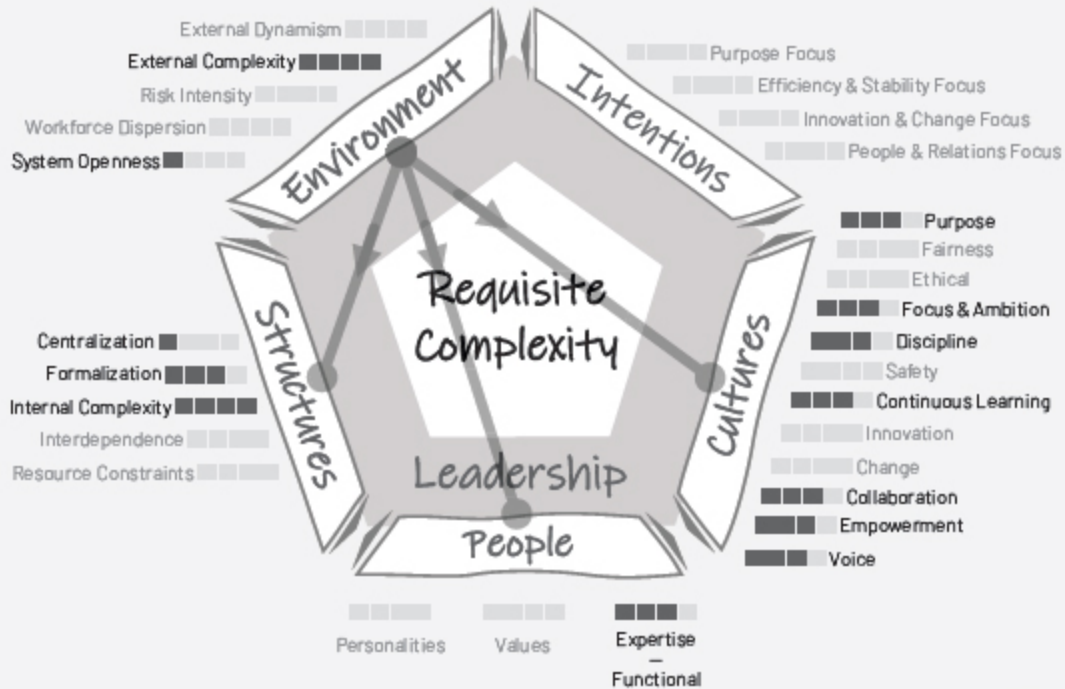 External Dynamism
External Complexity
Risk Intensity
Workforce Dispersion
System Openness
Environment
Intentions
Purpose Focus
Efficiency & Stability Focus
Innovation & Change Focus
People & Relations Focus
Requisite
Complexity
Structures
Centralization
Formalization
Internal Complexity
Interdependence
Resource Constraints
Cultures
Purpose
Fairness
Ethical
Focus & Ambition
Discipline
Safety
Continuous Learning
Innovation
Change
Collaboration
Empowerment
Voice
Leadership
People
Personalities
Values
Expertise
–
Functional